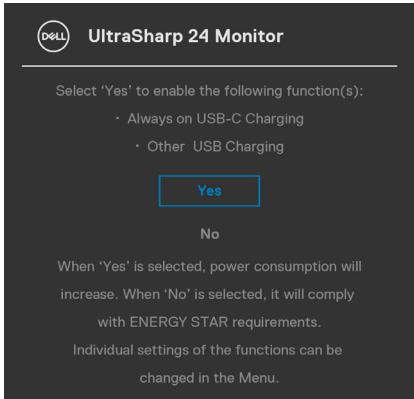 DELL
UltraSharp 24 Monitor
Select ‘Yes’ to enable the following function(s):
· Always on USB-C Charging
· Other USB Charging
Yes
No
When ‘Yes’ is selected, power consumption will
increase. When ‘No’ is selected, it will comply
with ENERGY STAR requirements.
Individual settings of the functions can be
changed in the Menu.